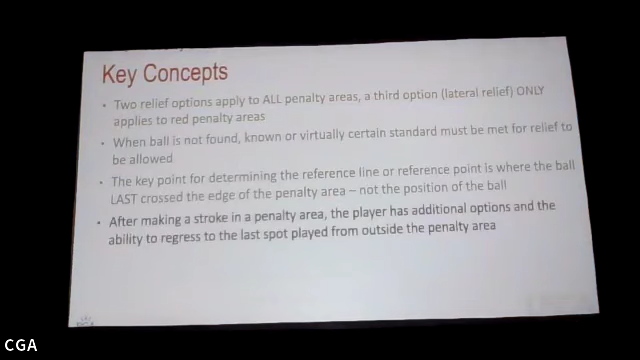 Key Concepts
• Two relief options apply to ALL penalty areas, a third option (lateral relief) ONLY
applies to red penalty areas
• When ball is not found, known or virtually certain standard must be met for relief to
be allowed
• The key point for determining the reference line or reference point is where the ball
LAST crossed the edge of the penalty area – not the position of the ball
• After making a stroke in a penalty area, the player has additional options and the
ability to regress to the last spot played from outside the penalty area
CGA